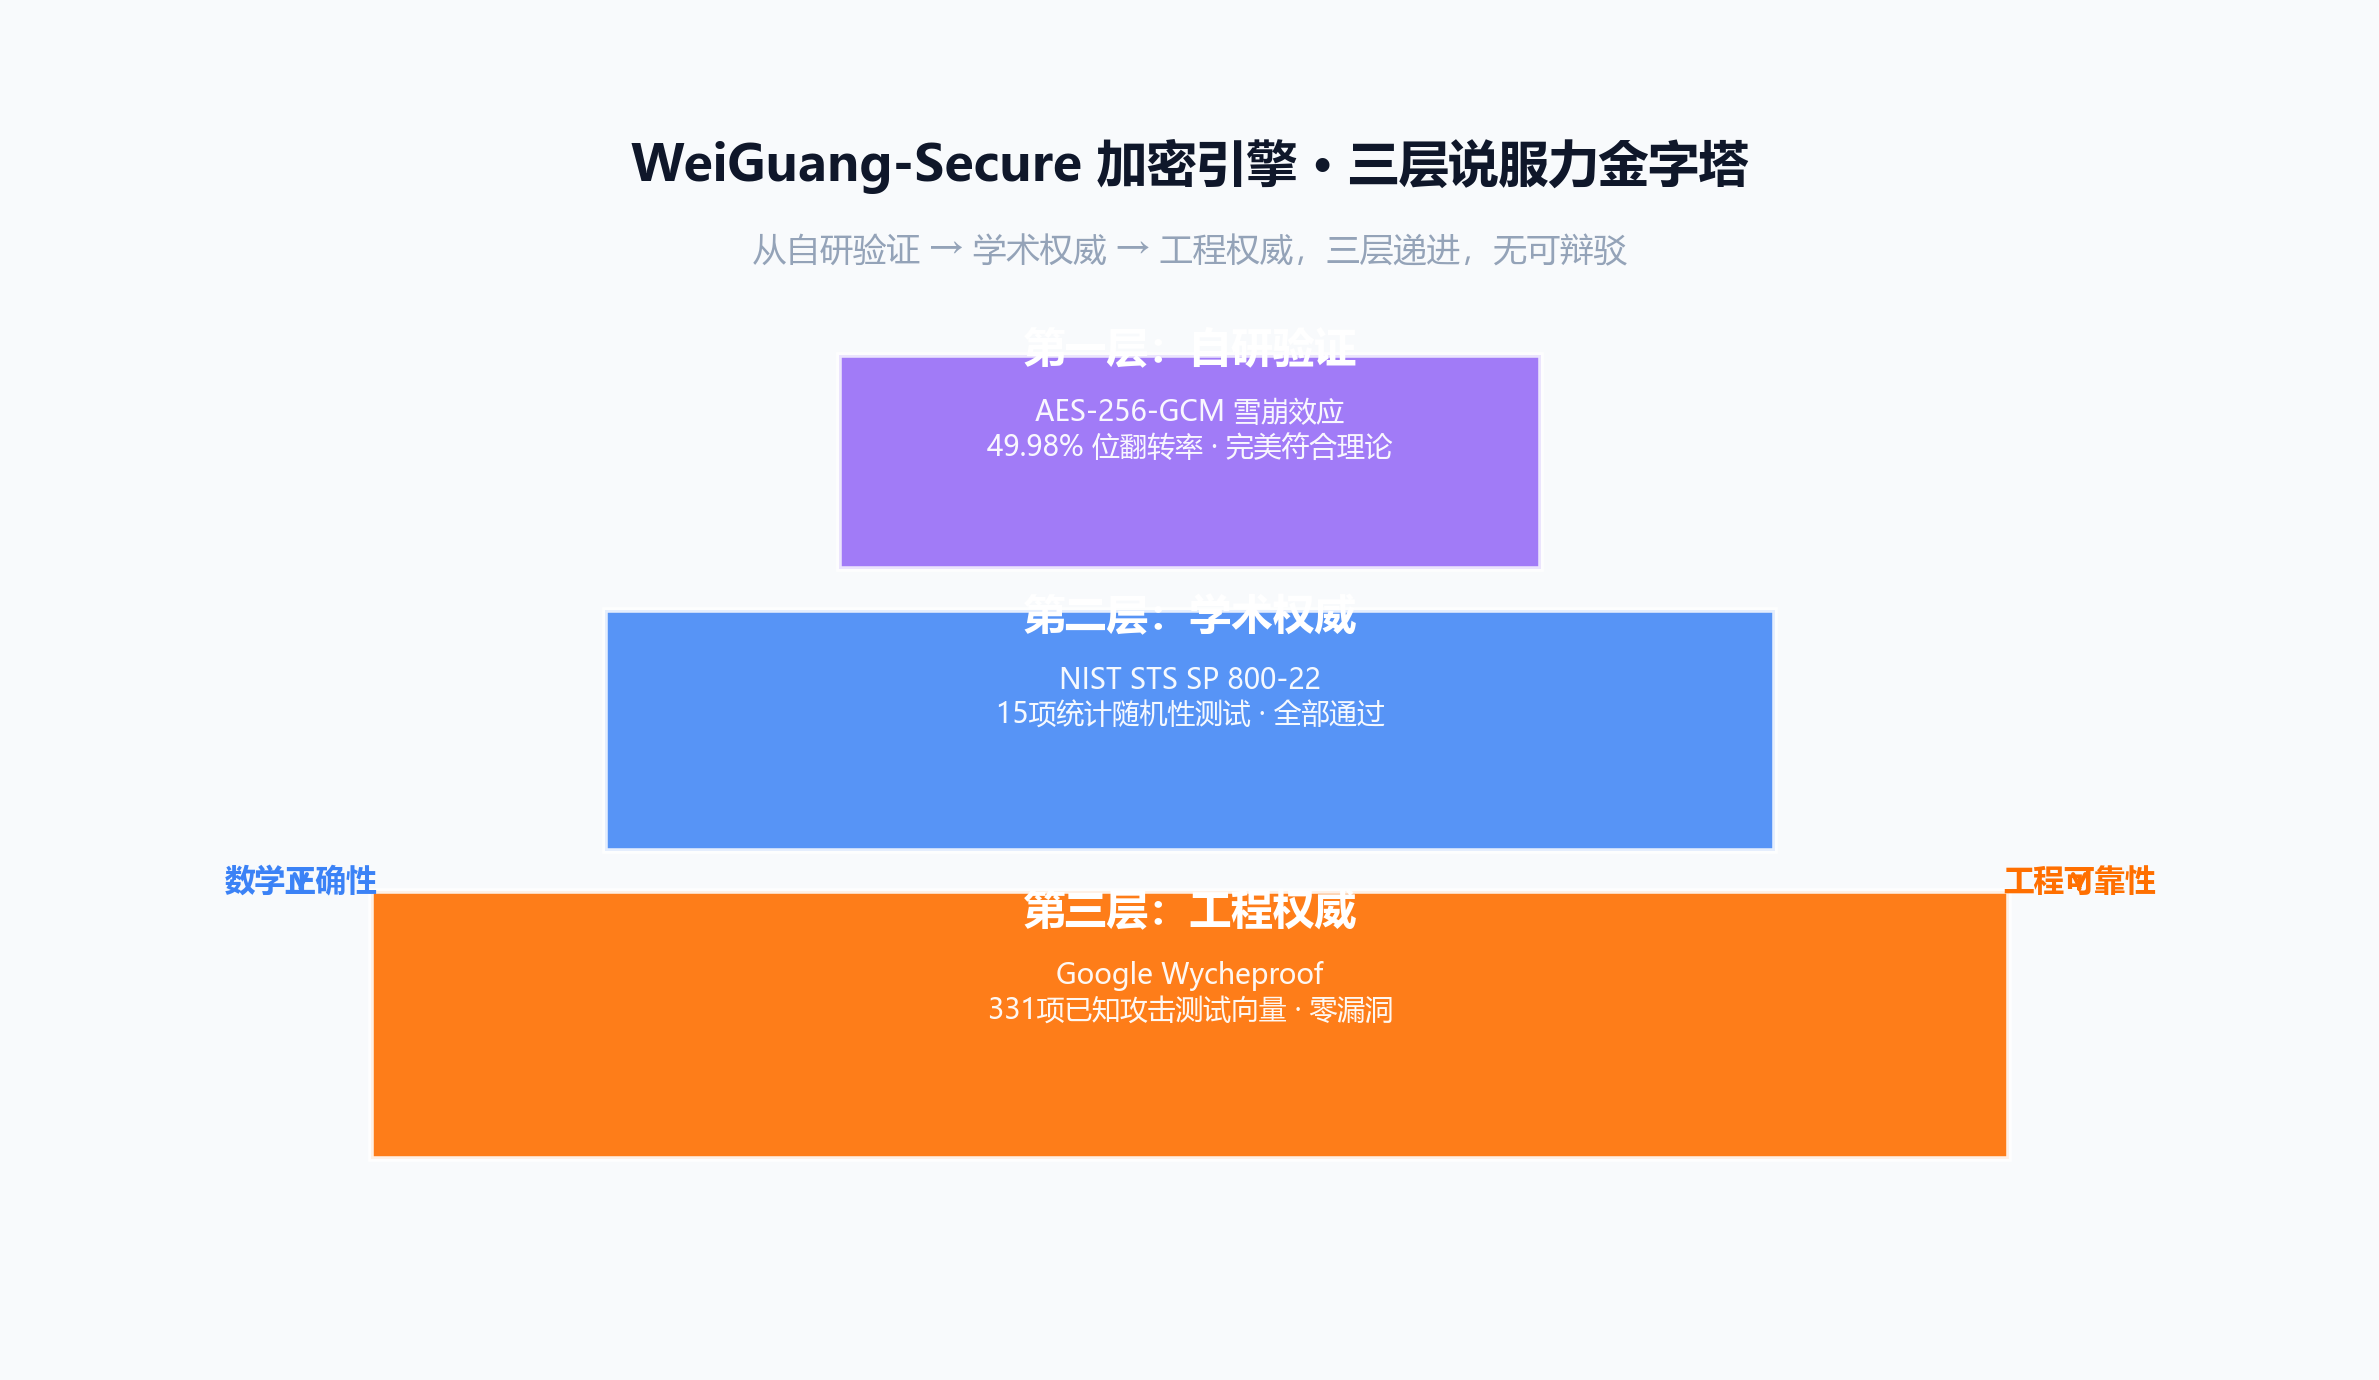 WeiGuang-Secure 加密引擎 · 三层说服力金字塔
从自研验证 → 学术权威 → 工程权威，三层递进，无可辩驳
第一层：自研验证
AES-256-GCM 雪崩效应
49.98% 位翻转率 · 完美符合理论
第二层：学术权威
NIST STS SP 800-22
15项统计随机性测试 · 全部通过
数学正确性
工程可靠性
第三层：工程权威
Google Wycheproof
331项已知攻击测试向量 · 零漏洞